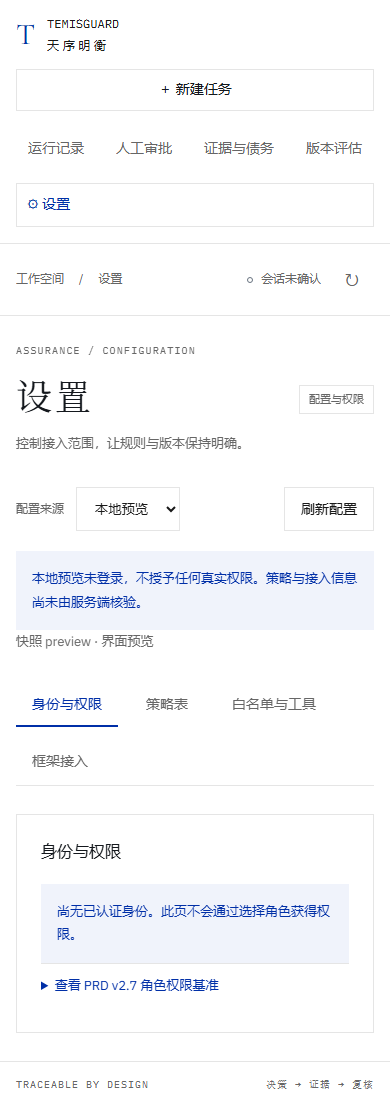 T TEMISGUARD
天序明衡
+ 新建任务
运行记录 人工审批 证据与债务 版本评估
⚙ 设置
工作空间 / 设置 ○ 会话未确认 ↻
ASSURANCE / CONFIGURATION
设置
配置与权限
控制接入范围，让规则与版本保持明确。
配置来源 本地预览 刷新配置
本地预览未登录，不授予任何真实权限。策略与接入信息
尚未由服务端核验。
快照 preview · 界面预览
身份与权限 策略表 白名单与工具
框架接入
身份与权限
尚无已认证身份。此页不会通过选择角色获得权
限。
▶ 查看 PRD v2.7 角色权限基准
TRACEABLE BY DESIGN 决策 → 证据 → 复核